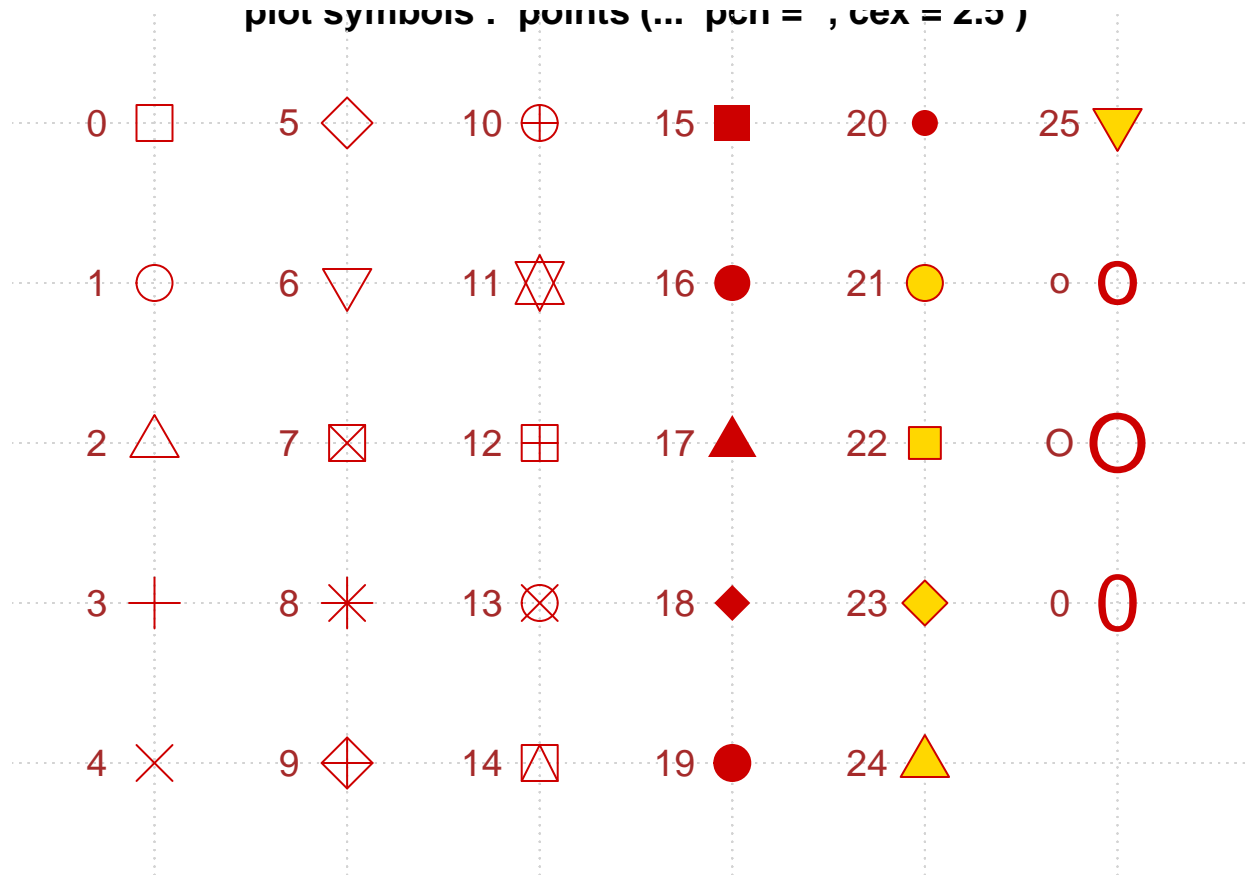 plot symbols : points (... pch = , cex = 2.5 )
0 5 10 15 20 25
1 6 11 16 21 o o
2 7 12 17 22 O O
3 8 13 18 23 0 0
4 9 14 19 24